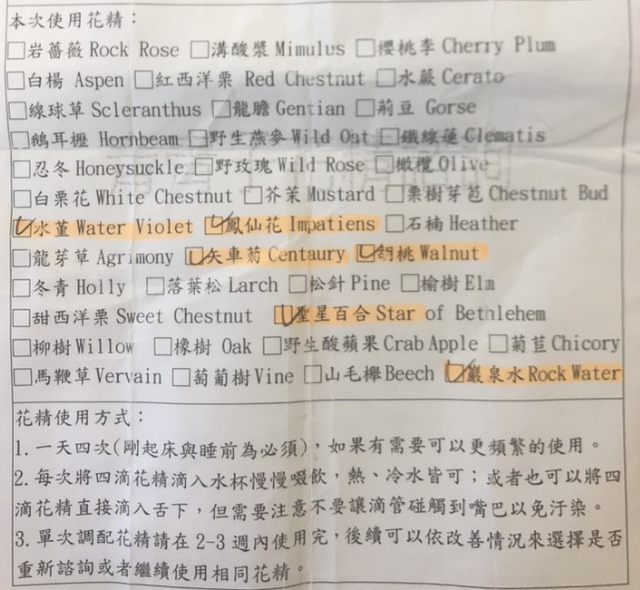 本次使用花精：
□岩薔薇 Rock Rose □溝酸漿 Mimulus □櫻桃李 Cherry Plum
□白楊 Aspen □紅西洋栗 Red Chestnut □水蕨 Cerato
□線球草 Scleranthus □龍膽 Gentian □荊豆 Gorse
□鵝耳櫪 Hornbeam □野生燕麥 Wild Oat □鐵線蓮 Clematis
□忍冬 Honeysuckle □野玫瑰 Wild Rose □橄欖 Olive
□白栗花 White Chestnut □芥茉 Mustard □栗樹芽苞 Chestnut Bud
☑水堇 Water Violet ☑鳳仙花 Impatiens □石楠 Heather
□龍芽草 Agrimony ☑矢車菊 Centaury ☑胡桃 Walnut
□冬青 Holly □落葉松 Larch □松針 Pine □榆樹 Elm
□甜西洋栗 Sweet Chestnut ☑聖星百合 Star of Bethlehem
□柳樹 Willow □橡樹 Oak □野生酸蘋果 Crab Apple □菊苣 Chicory
□馬鞭草 Vervain □葡葡樹 Vine □山毛櫸 Beech ☑巖泉水 Rock Water
花精使用方式：
1.一天四次(剛起床與睡前為必須)，如果有需要可以更頻繁的使用。
2.每次將四滴花精滴入水杯慢慢啜飲，熱、冷水皆可；或者也可以將四
滴花精直接滴入舌下，但需要注意不要讓滴管碰觸到嘴巴以免汙染。
3.單次調配花精請在 2-3 週內使用完，後續可以依改善情況來選擇是否
重新諮詢或者繼續使用相同花精。